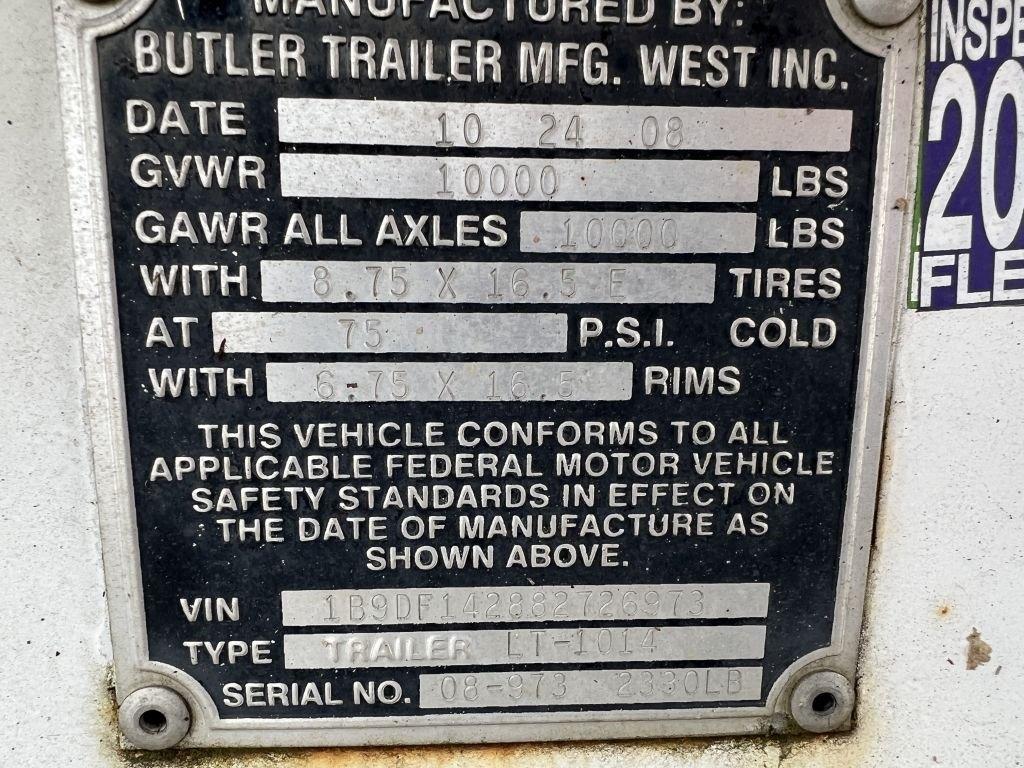 MANUFACTURED BY:
BUTLER TRAILER MFG. WEST INC.
DATE 10 24 08
GVWR 10000 LBS
GAWR ALL AXLES 10000 LBS
WITH 8.75 X 16.5 E TIRES
AT 75 P.S.I. COLD
WITH 6.75 X 16.5 RIMS
THIS VEHICLE CONFORMS TO ALL
APPLICABLE FEDERAL MOTOR VEHICLE
SAFETY STANDARDS IN EFFECT ON
THE DATE OF MANUFACTURE AS
SHOWN ABOVE.
VIN 1B9DF142882726973
TYPE TRAILER LT-1014
SERIAL NO. 08-973 2330LB
INSPE
20
FLE